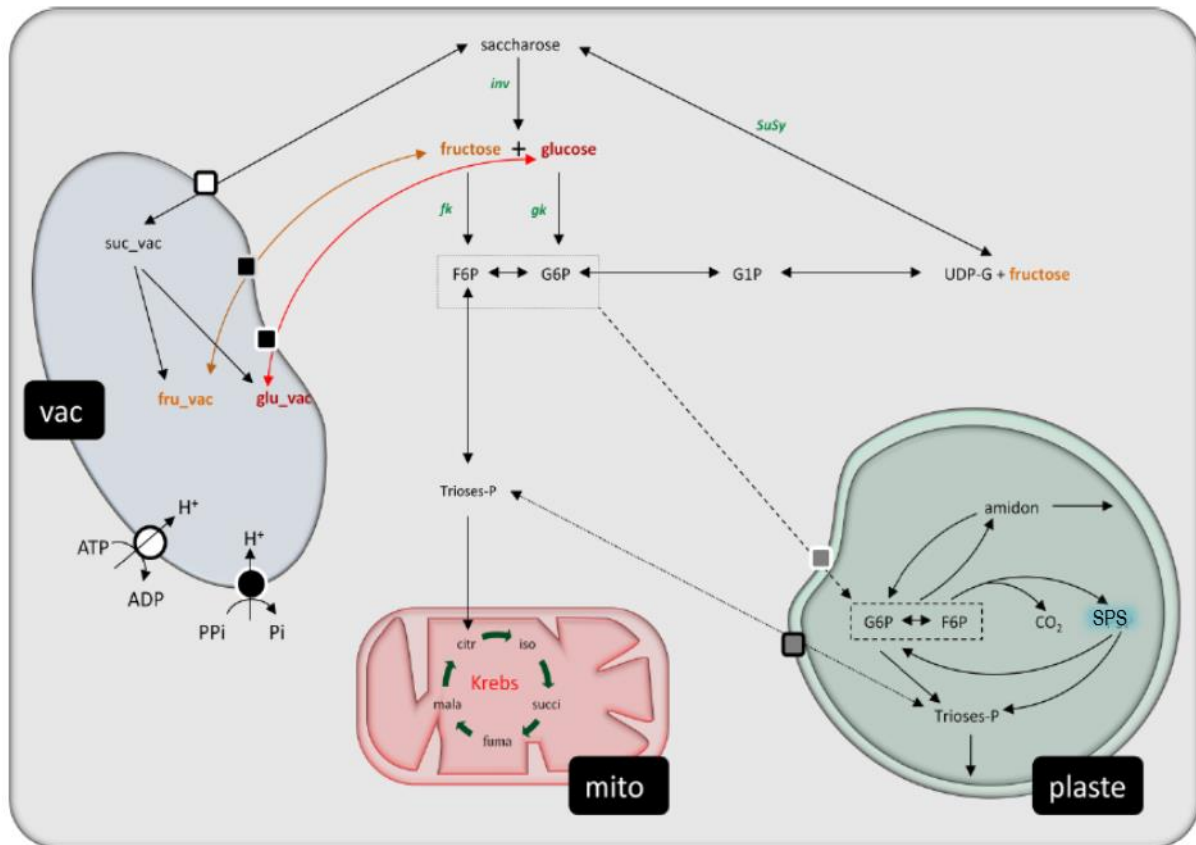 saccharose
inv
SuSy
fructose + glucose
fk
gk
suc_vac
F6P
G6P
G1P
UDP-G + fructose
fru_vac
glu_vac
vac
H+
ATP
ADP
H+
PPi
Pi
Trioses-P
amidon
G6P
F6P
CO2
SPS
Trioses-P
citr
iso
Krebs
mala
succi
fuma
mito
plaste